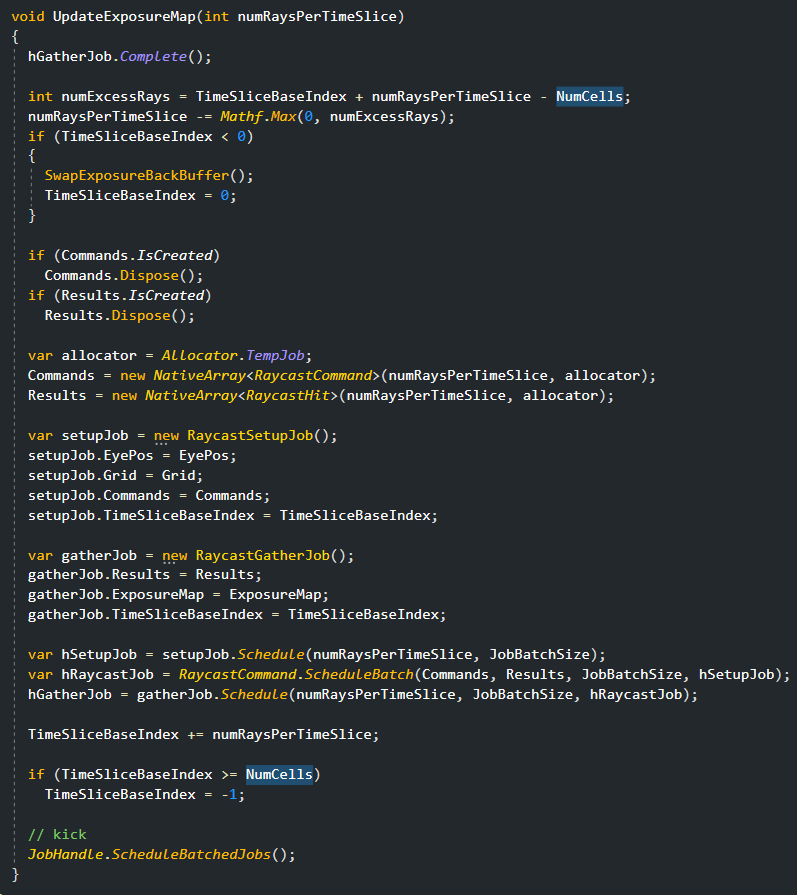 void UpdateExposureMap(int numRaysPerTimeSlice)
{
  hGatherJob.Complete();

  int numExcessRays = TimeSliceBaseIndex + numRaysPerTimeSlice - NumCells;
  numRaysPerTimeSlice -= Mathf.Max(0, numExcessRays);
  if (TimeSliceBaseIndex < 0)
  {
    SwapExposureBackBuffer();
    TimeSliceBaseIndex = 0;
  }

  if (Commands.IsCreated)
    Commands.Dispose();
  if (Results.IsCreated)
    Results.Dispose();

  var allocator = Allocator.TempJob;
  Commands = new NativeArray<RaycastCommand>(numRaysPerTimeSlice, allocator);
  Results = new NativeArray<RaycastHit>(numRaysPerTimeSlice, allocator);

  var setupJob = new RaycastSetupJob();
  setupJob.EyePos = EyePos;
  setupJob.Grid = Grid;
  setupJob.Commands = Commands;
  setupJob.TimeSliceBaseIndex = TimeSliceBaseIndex;

  var gatherJob = new RaycastGatherJob();
  gatherJob.Results = Results;
  gatherJob.ExposureMap = ExposureMap;
  gatherJob.TimeSliceBaseIndex = TimeSliceBaseIndex;

  var hSetupJob = setupJob.Schedule(numRaysPerTimeSlice, JobBatchSize);
  var hRaycastJob = RaycastCommand.ScheduleBatch(Commands, Results, JobBatchSize, hSetupJob);
  hGatherJob = gatherJob.Schedule(numRaysPerTimeSlice, JobBatchSize, hRaycastJob);

  TimeSliceBaseIndex += numRaysPerTimeSlice;

  if (TimeSliceBaseIndex >= NumCells)
    TimeSliceBaseIndex = -1;

  // kick
  JobHandle.ScheduleBatchedJobs();
}